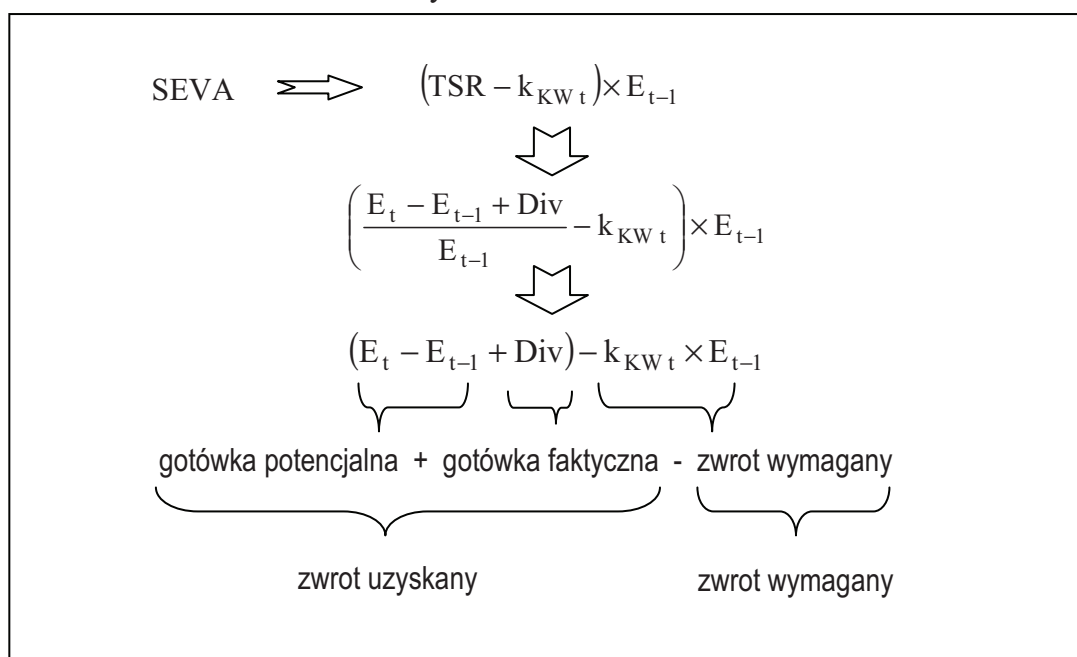 SEVA (TSR − k_KW t) × E_t−1
((E_t − E_t−1 + Div) / E_t−1 − k_KW t) × E_t−1
(E_t − E_t−1 + Div) − k_KW t × E_t−1
gotówka potencjalna + gotówka faktyczna - zwrot wymagany
zwrot uzyskany zwrot wymagany